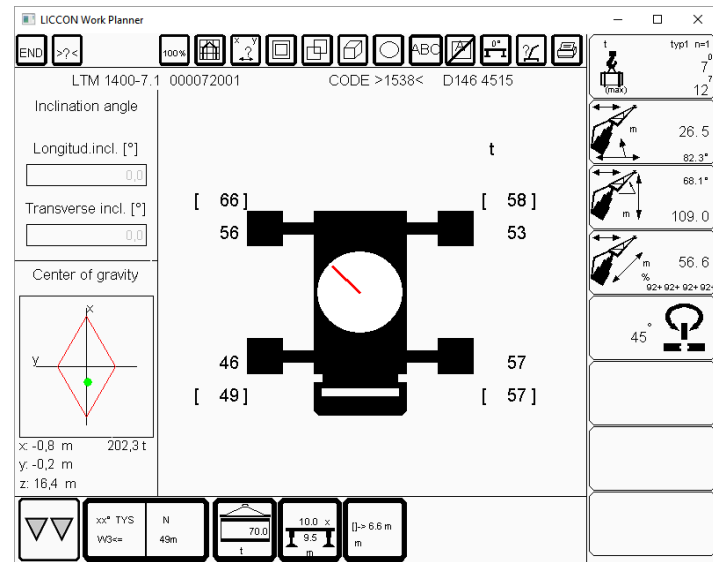 LICCON Work Planner
END >?< 100% x y ? ABC A 0° ?
LTM 1400-7.1 000072001 CODE >1538< D146 4515
Inclination angle
Longitud.incl. [°]
0,0
Transverse incl. [°]
0,0
Center of gravity
x
y
x: -0,8 m 202,3 t
y: -0,2 m
z: 16,4 m
t
[ 66] [ 58]
56 53
46 57
[ 49] [ 57]
t typ1 n=1
7 0
7
(max) 12
m 26.5
82.3°
68.1°
m 109.0
m 56.6
% 92+ 92+ 92+ 92+
45°
xx° TYS N
W3<= 49m
70.0
t
10.0 x
9.5
m
[]-> 6.6 m
m